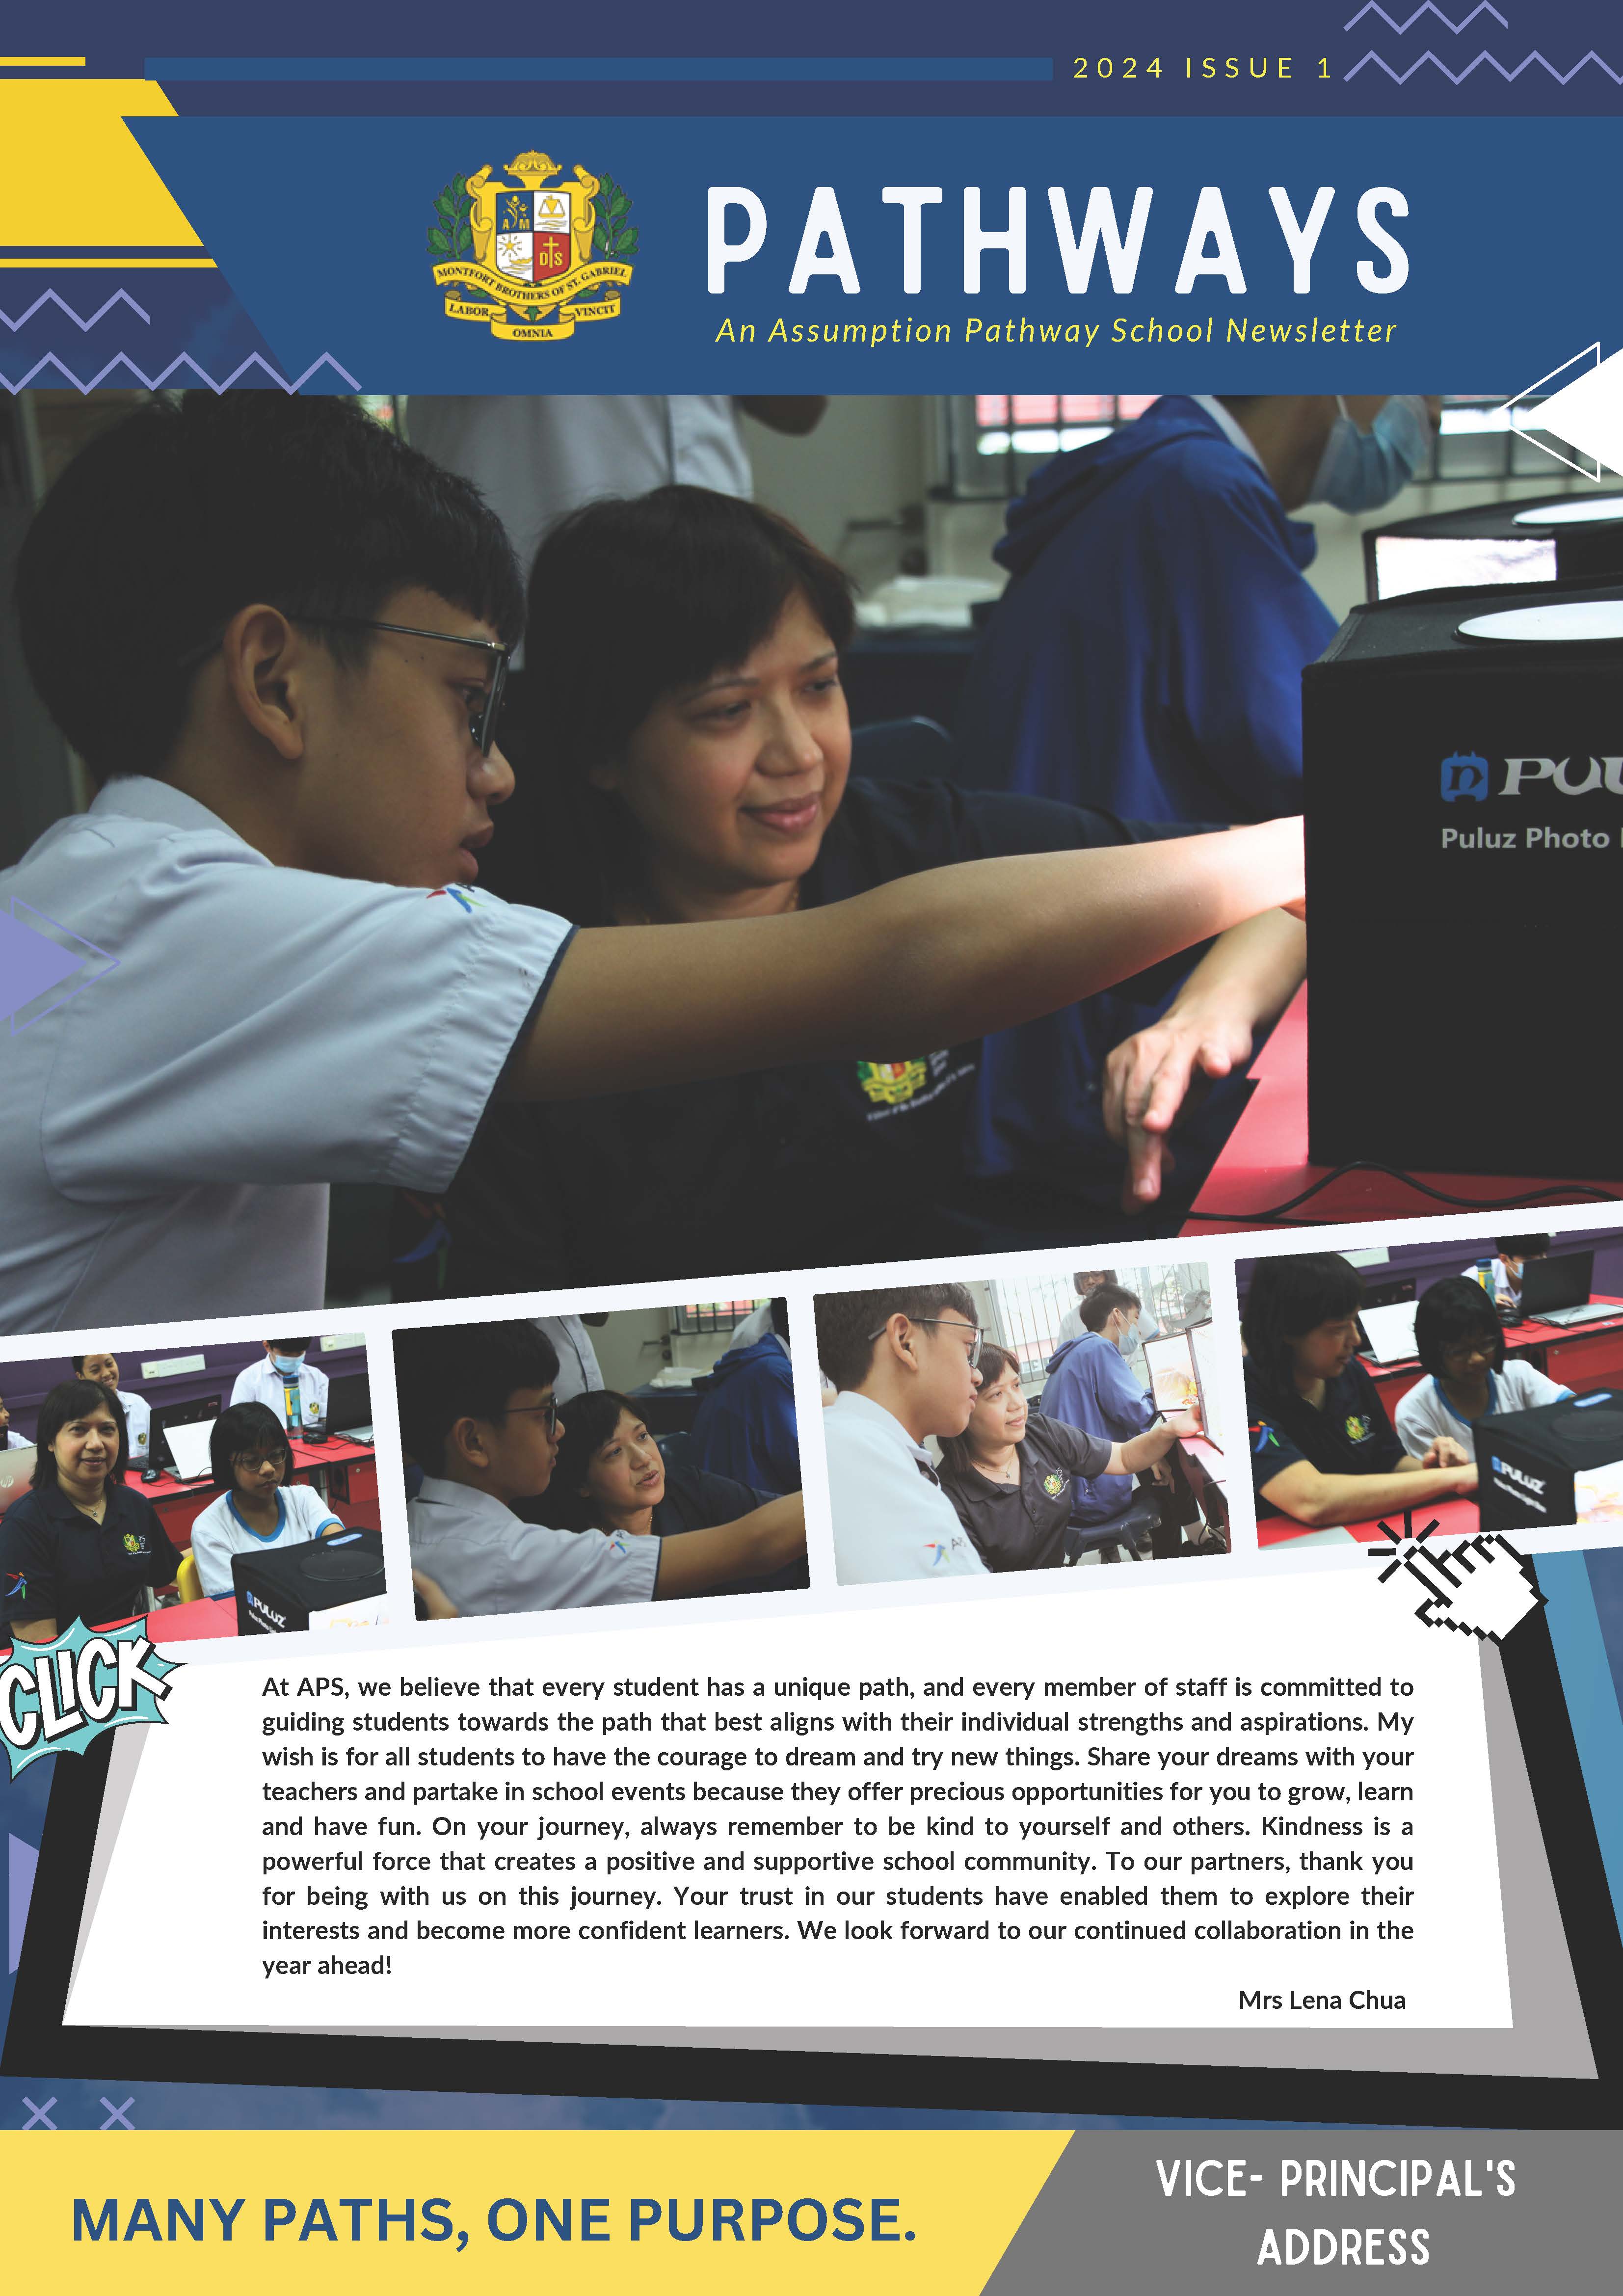 2024 ISSUE 1
A M
D S
MONTFORT BROTHERS OF ST. GABRIEL
LABOR
VINCIT
OMNIA
PATHWAYS
An Assumption Pathway School Newsletter
PUL
Puluz Photo
PULUZ
PULUZ
CLICK
At APS, we believe that every student has a unique path, and every member of staff is committed to
guiding students towards the path that best aligns with their individual strengths and aspirations. My
wish is for all students to have the courage to dream and try new things. Share your dreams with your
teachers and partake in school events because they offer precious opportunities for you to grow, learn
and have fun. On your journey, always remember to be kind to yourself and others. Kindness is a
powerful force that creates a positive and supportive school community. To our partners, thank you
for being with us on this journey. Your trust in our students have enabled them to explore their
interests and become more confident learners. We look forward to our continued collaboration in the
year ahead!
Mrs Lena Chua
MANY PATHS, ONE PURPOSE.
VICE- PRINCIPAL'S
ADDRESS